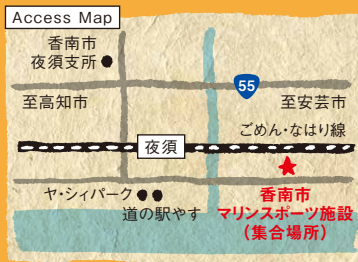 Access Map
香南市
夜須支所
55
至高知市
至安芸市
ごめん・なはり線
夜須
ヤ・シィパーク
道の駅やす
香南市
マリンスポーツ施設
(集合場所)